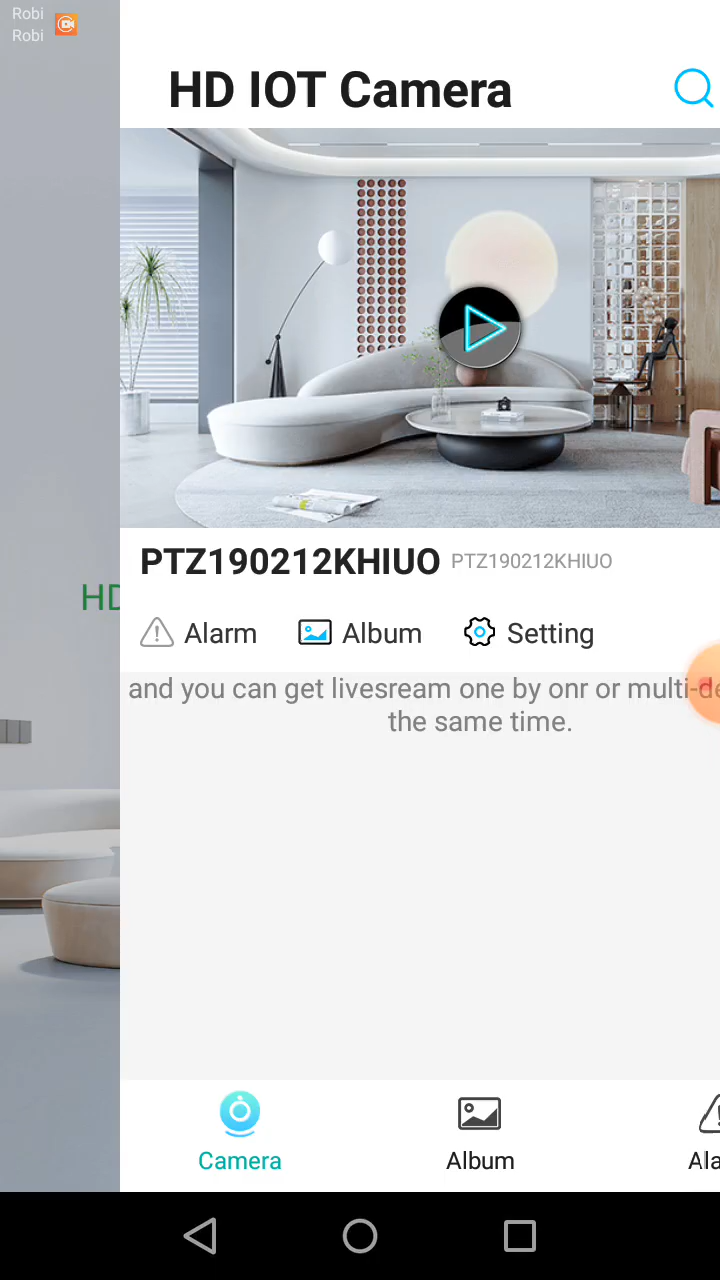 Robi
Robi
HD IOT Camera
HD
PTZ190212KHIUO PTZ190212KHIUO
Alarm Album Setting
and you can get livesream one by onr or multi-de
the same time.
Camera Album Ala